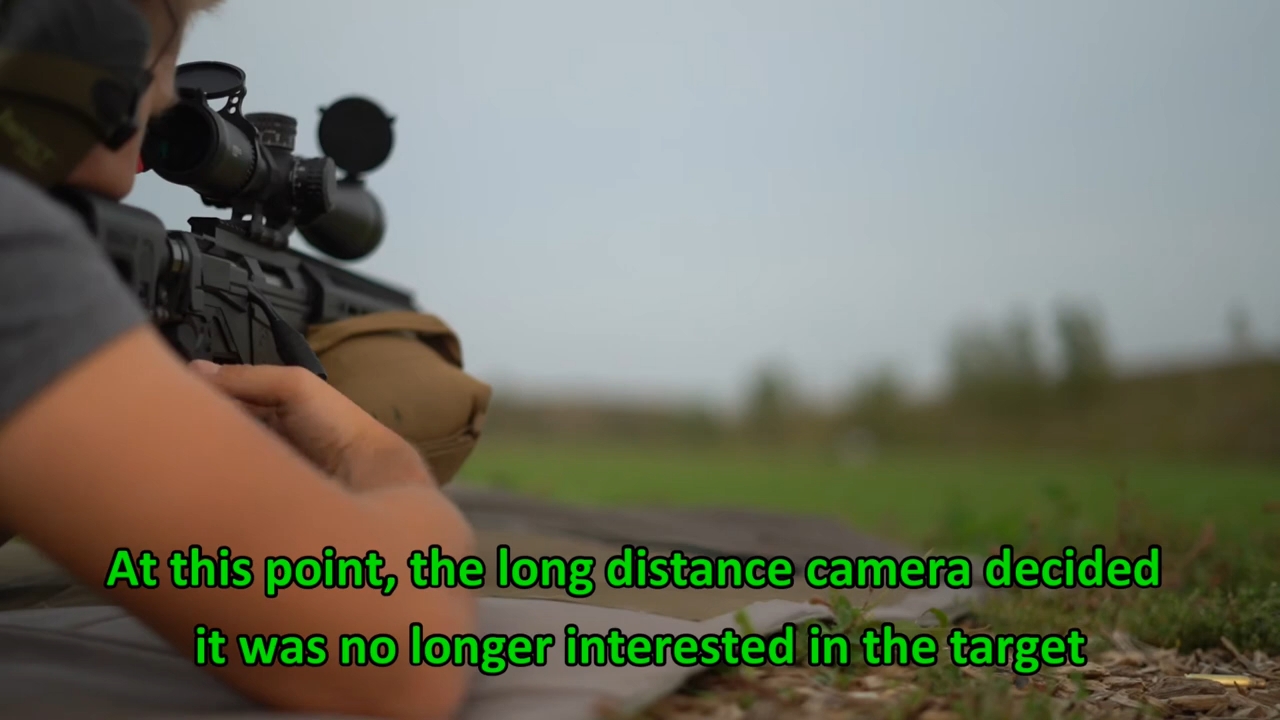 At this point, the long distance camera decided
it was no longer interested in the target